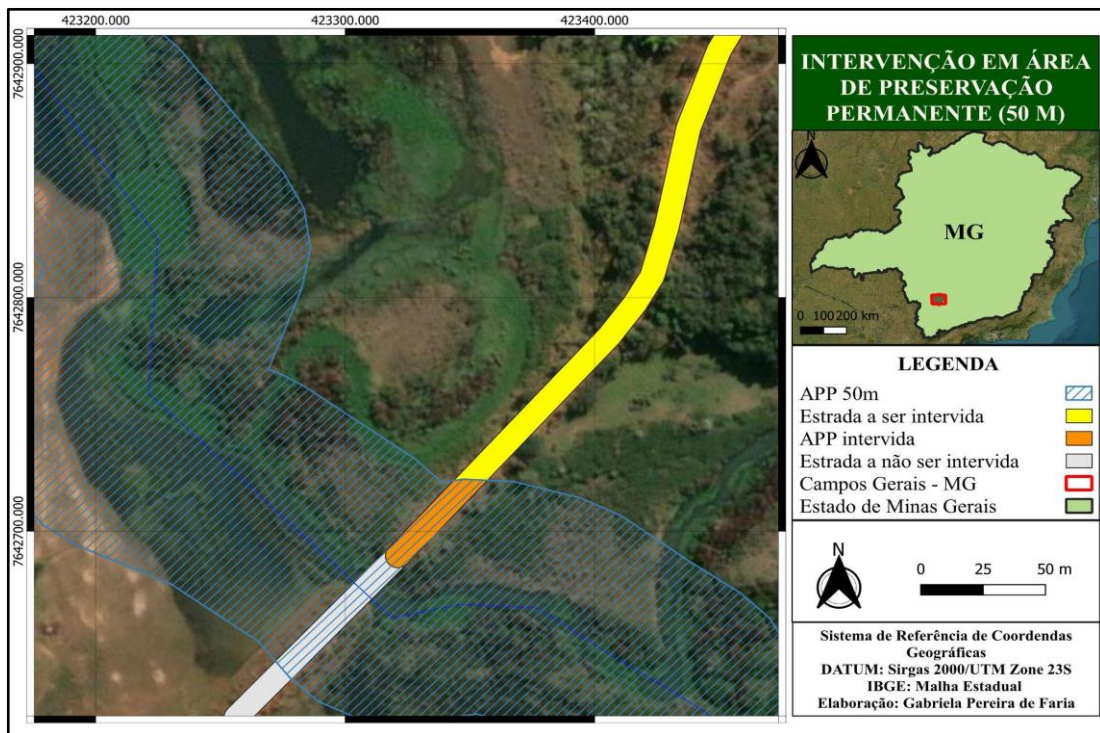 423200.000
423300.000
423400.000
7642900.000
7642800.000
7642700.000
INTERVENÇÃO EM ÁREA
DE PRESERVAÇÃO
PERMANENTE (50 M)
N
MG
0 100 200 km
LEGENDA
APP 50m
Estrada a ser intervida
APP intervida
Estrada a não ser intervida
Campos Gerais - MG
Estado de Minas Gerais
N
0 25 50 m
Sistema de Referência de Coordendas
Geográficas
DATUM: Sirgas 2000/UTM Zone 23S
IBGE: Malha Estadual
Elaboração: Gabriela Pereira de Faria